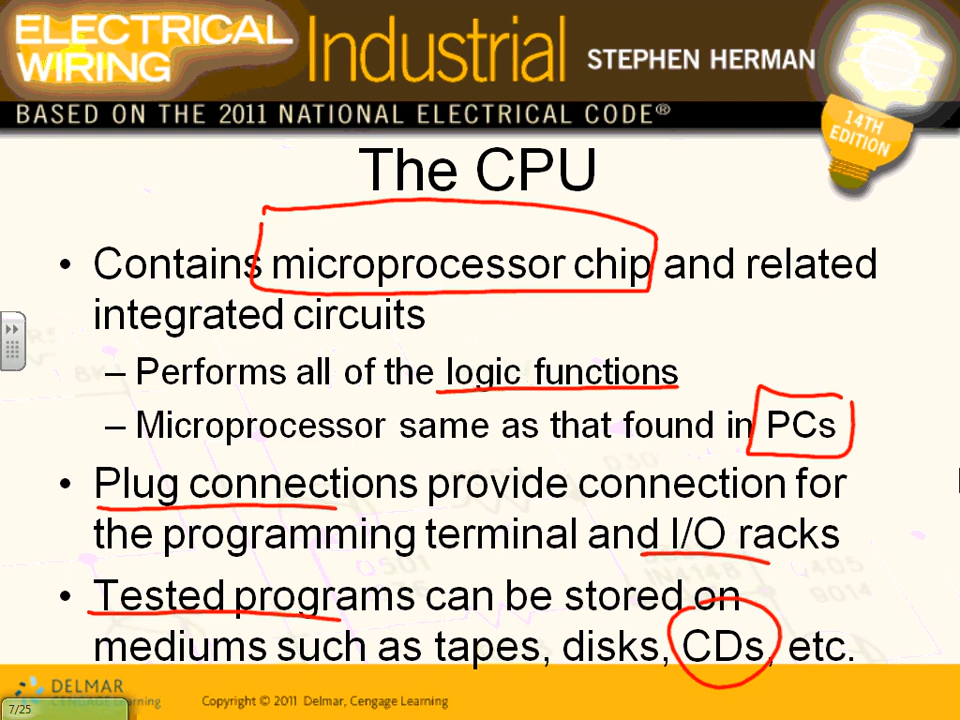 ELECTRICAL
WIRING
Industrial
STEPHEN HERMAN
BASED ON THE 2011 NATIONAL ELECTRICAL CODE®
14TH
EDITION
The CPU
• Contains microprocessor chip and related
integrated circuits
– Performs all of the logic functions
– Microprocessor same as that found in PCs
• Plug connections provide connection for
the programming terminal and I/O racks
• Tested programs can be stored on
mediums such as tapes, disks, CDs, etc.
DELMAR
CENGAGE Learning
Copyright © 2011 Delmar, Cengage Learning
7/25